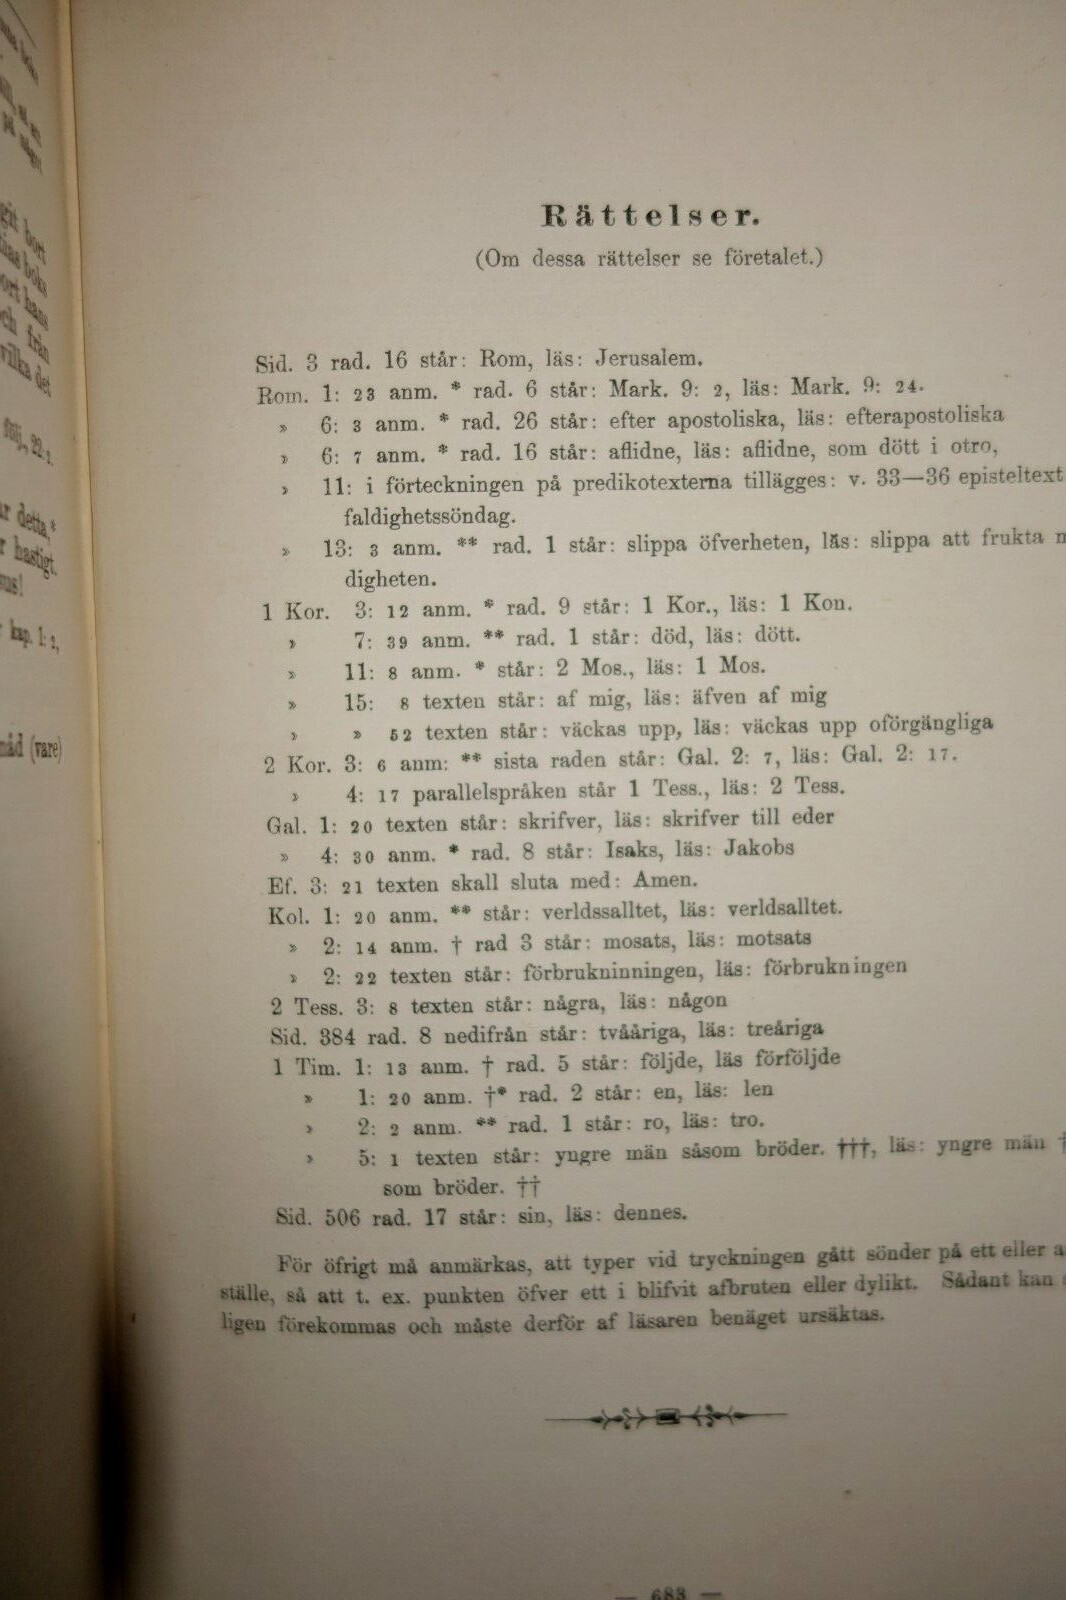 Rättelser.
(Om dessa rättelser se företalet.)
Sid. 3 rad. 16 står: Rom, läs: Jerusalem.
Rom. 1: 23 anm. * rad. 6 står: Mark. 9: 2, läs: Mark. 9: 24.
» 6: 3 anm. * rad. 26 står: efter apostoliska, läs: efterapostoliska
» 6: 7 anm. * rad. 16 står: aflidne, läs: aflidne, som dött i otro,
» 11: i förteckningen på predikotexterna tillägges: v. 33—36 episteltext
faldighetssöndag.
» 13: 3 anm. ** rad. 1 står: slippa öfverheten, läs: slippa att frukta
digheten.
1 Kor. 3: 12 anm. * rad. 9 står: 1 Kor., läs: 1 Kon.
» 7: 39 anm. ** rad. 1 står: död, läs: dött.
» 11: 8 anm. * står: 2 Mos., läs: 1 Mos.
» 15: 8 texten står: af mig, läs: äfven af mig
» » 52 texten står: väckas upp, läs: väckas upp oförgängliga
2 Kor. 3: 6 anm: ** sista raden står: Gal. 2: 7, läs: Gal. 2: 17.
» 4: 17 parallelspråken står 1 Tess., läs: 2 Tess.
Gal. 1: 20 texten står: skrifver, läs: skrifver till eder
» 4: 30 anm. * rad. 8 står: Isaks, läs: Jakobs
Ef. 3: 21 texten skall sluta med: Amen.
Kol. 1: 20 anm. ** står: verldssalltet, läs: verldsalltet.
» 2: 14 anm. † rad 3 står: mosats, läs: motsats
» 2: 22 texten står: förbrukninningen, läs: förbrukningen
2 Tess. 3: 8 texten står: några, läs: någon
Sid. 384 rad. 8 nedifrån står: tvååriga, läs: treåriga
1 Tim. 1: 13 anm. † rad. 5 står: följde, läs förföljde
» 1: 20 anm. †* rad. 2 står: en, läs: len
» 2: 2 anm. ** rad. 1 står: ro, läs: tro.
» 5: 1 texten står: yngre män såsom bröder. †††, läs: yngre män
som bröder. ††
Sid. 506 rad. 17 står: sin, läs: dennes.
För öfrigt må anmärkas, att typer vid tryckningen gått sönder på ett eller
ställe, så att t. ex. punkten öfver ett i blifvit afbruten eller dylikt. Sådant kan
ligen förekommas och måste derför af läsaren benäget ursäktas.
— 683 —
bort
boks
hans
från
det
detta,*
hastigt.
kap. 1: 2,
(vare)